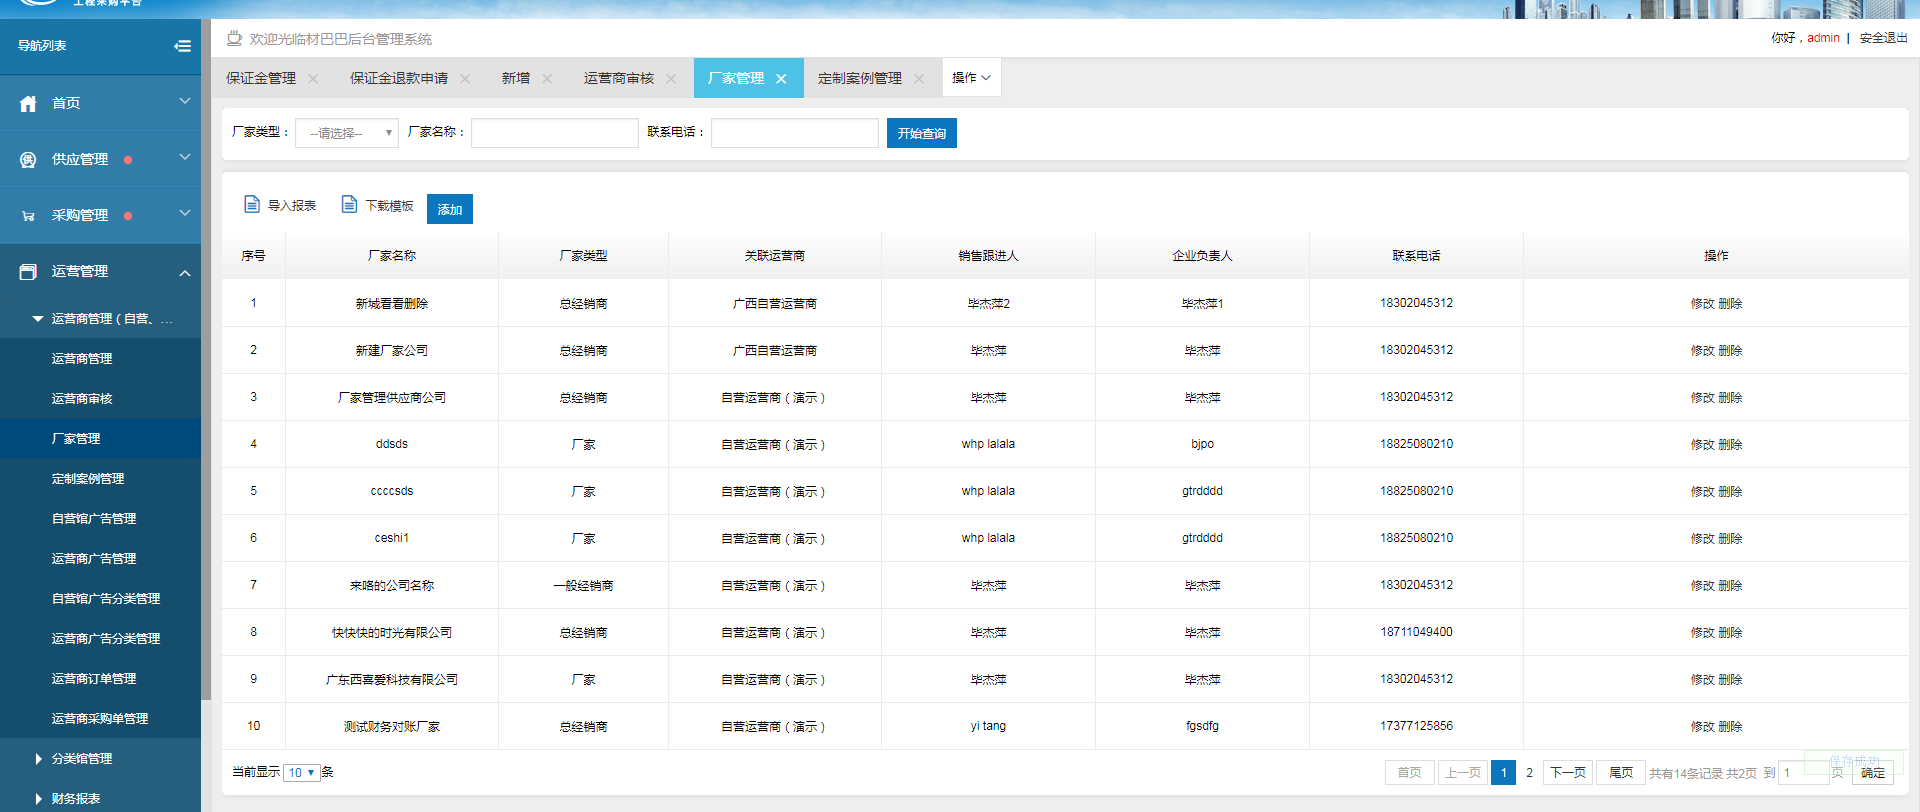 工程采购平台
导航列表
欢迎光临材巴巴后台管理系统
你好，admin | 安全退出
保证金管理 保证金退款申请 新增 运营商审核 厂家管理 定制案例管理 操作
首页
供应管理
采购管理
运营管理
运营商管理（自营、...
运营商管理
运营商审核
厂家管理
定制案例管理
自营馆广告管理
运营商广告管理
自营馆广告分类管理
运营商广告分类管理
运营商订单管理
运营商采购单管理
分类馆管理
财务报表
厂家类型： --请选择-- 厂家名称： 联系电话： 开始查询
导入报表 下载模板 添加
序号 厂家名称 厂家类型 关联运营商 销售跟进人 企业负责人 联系电话 操作
1 新域看看删除 总经销商 广西自营运营商 毕杰萍2 毕杰萍1 18302045312 修改 删除
2 新建厂家公司 总经销商 广西自营运营商 毕杰萍 毕杰萍 18302045312 修改 删除
3 厂家管理供应商公司 总经销商 自营运营商（演示） 毕杰萍 毕杰萍 18302045312 修改 删除
4 ddsds 厂家 自营运营商（演示） whp lalala bjpo 18825080210 修改 删除
5 ccccsds 厂家 自营运营商（演示） whp lalala gtrdddd 18825080210 修改 删除
6 ceshi1 厂家 自营运营商（演示） whp lalala gtrdddd 18825080210 修改 删除
7 来咯的公司名称 一般经销商 自营运营商（演示） 毕杰萍 毕杰萍 18302045312 修改 删除
8 快快快的时光有限公司 总经销商 自营运营商（演示） 毕杰萍 毕杰萍 18711049400 修改 删除
9 广东西喜爱科技有限公司 厂家 自营运营商（演示） 毕杰萍 毕杰萍 18302045312 修改 删除
10 测试财务对账厂家 总经销商 自营运营商（演示） yi tang fgsdfg 17377125856 修改 删除
当前显示 10 条
首页 上一页 1 2 下一页 尾页 共有14条记录 共2页 到 1 页 确定
保存成功